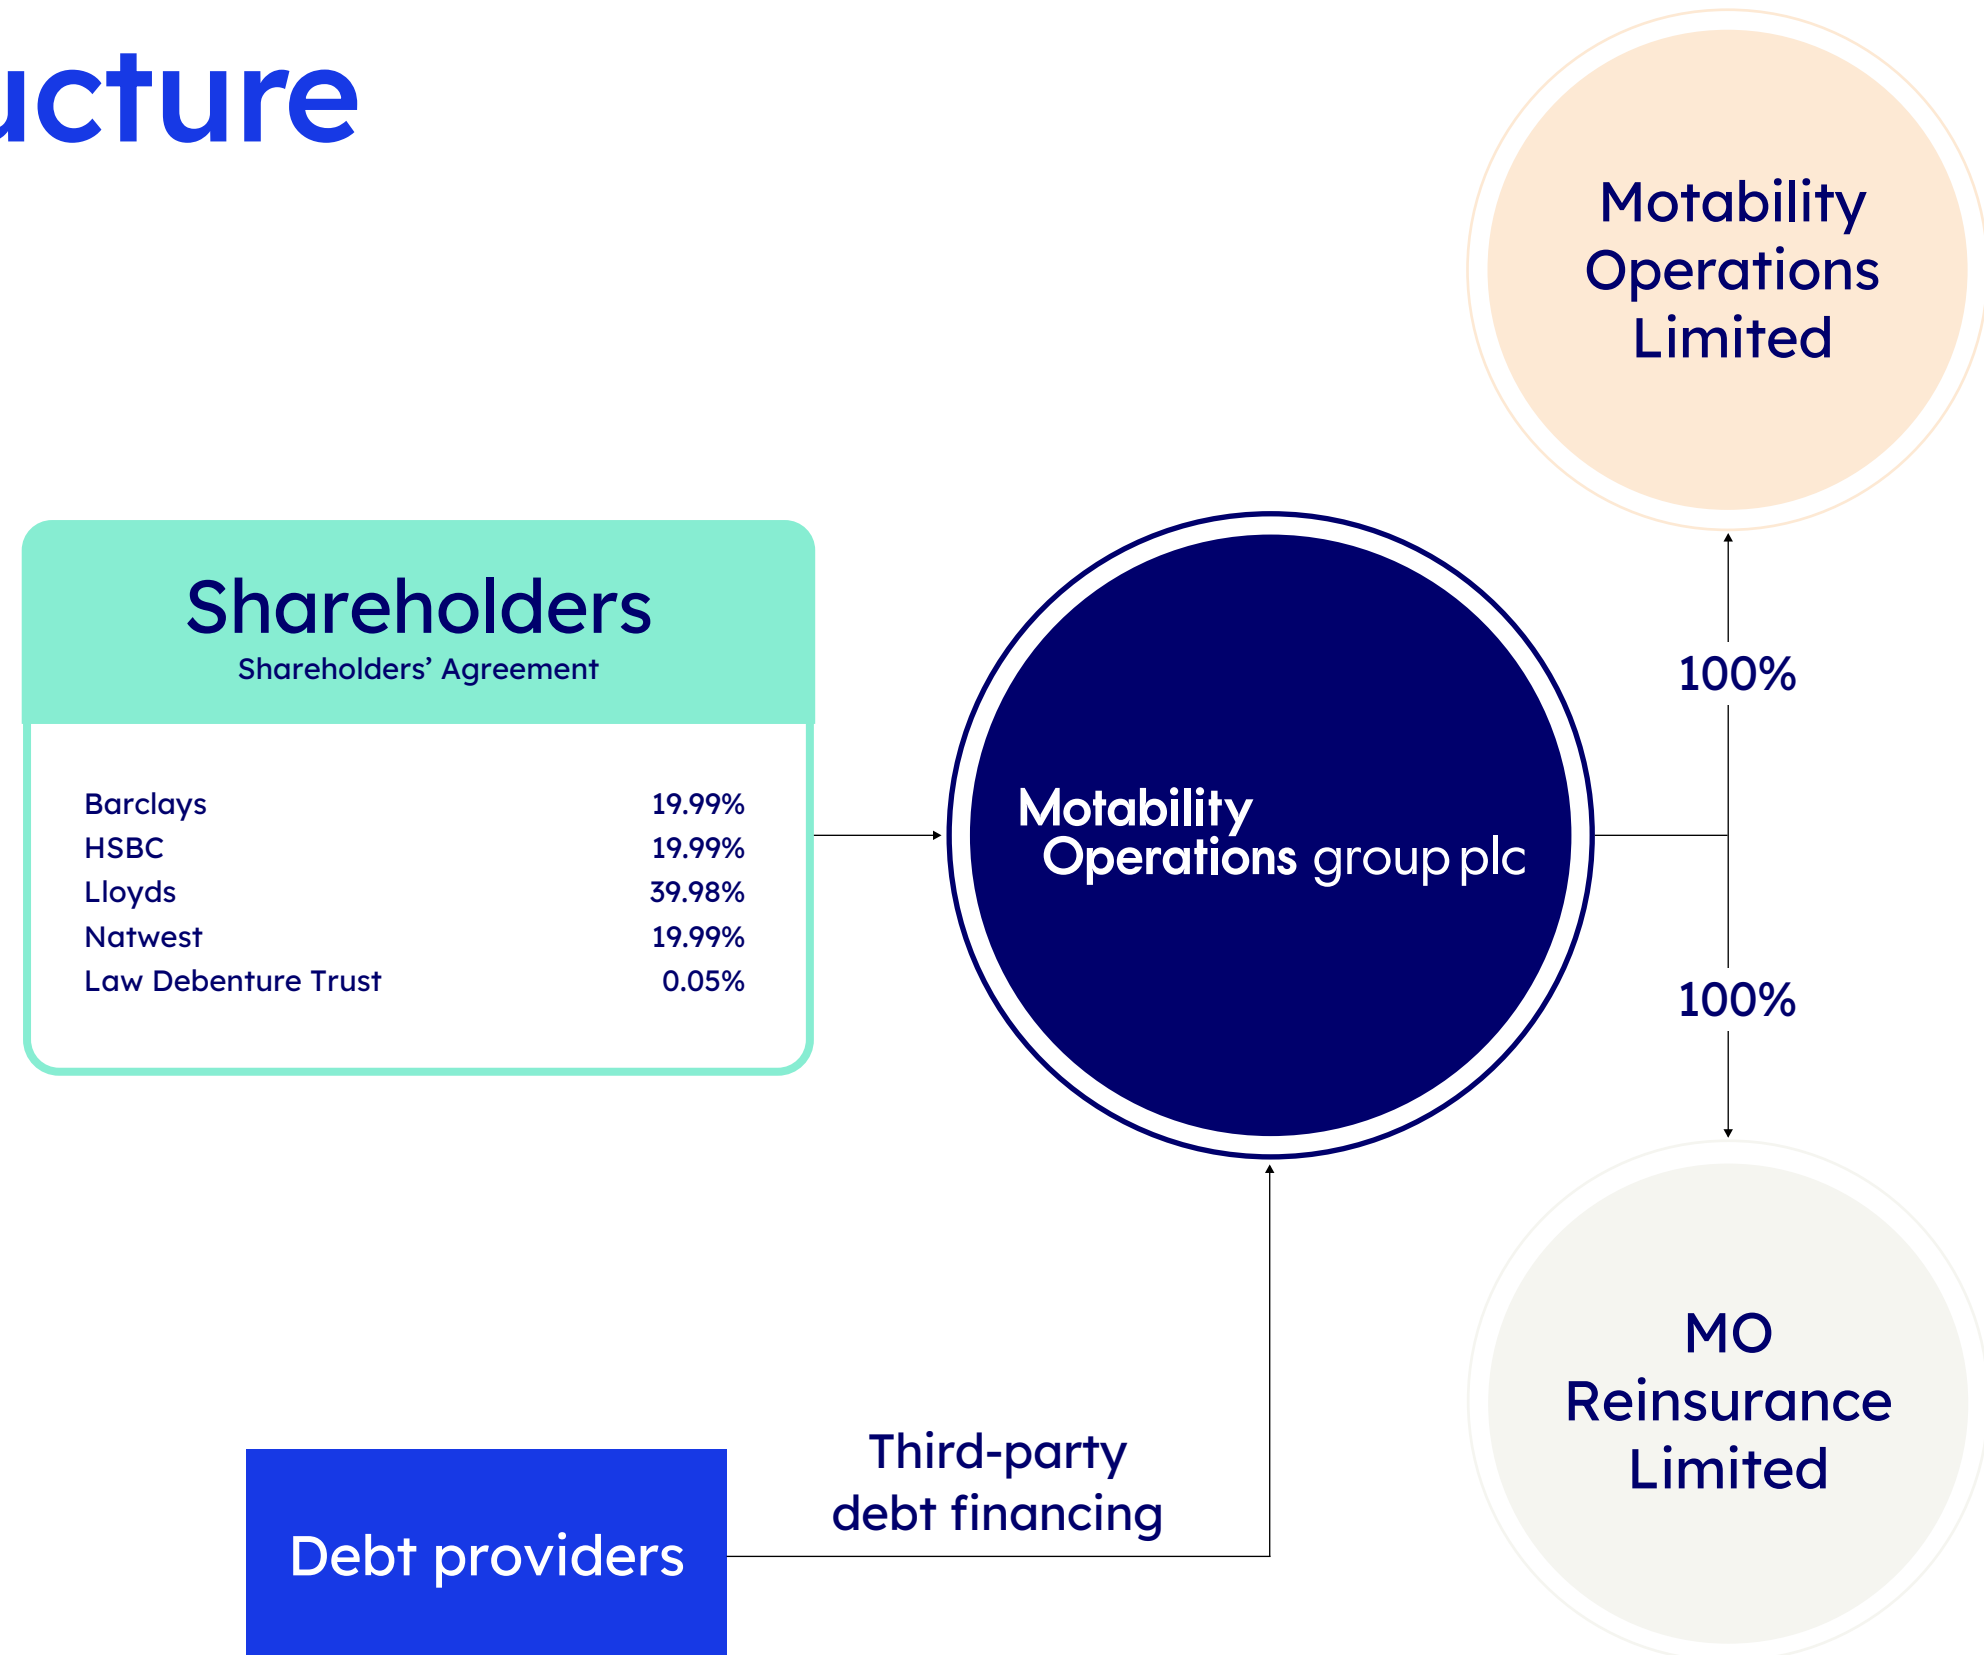 ucture
Motability
Operations
Limited
Shareholders
Shareholders’ Agreement
Barclays 19.99%
HSBC 19.99%
Lloyds 39.98%
Natwest 19.99%
Law Debenture Trust 0.05%
Motability
Operations group plc
100%
100%
MO
Reinsurance
Limited
Third-party
debt financing
Debt providers